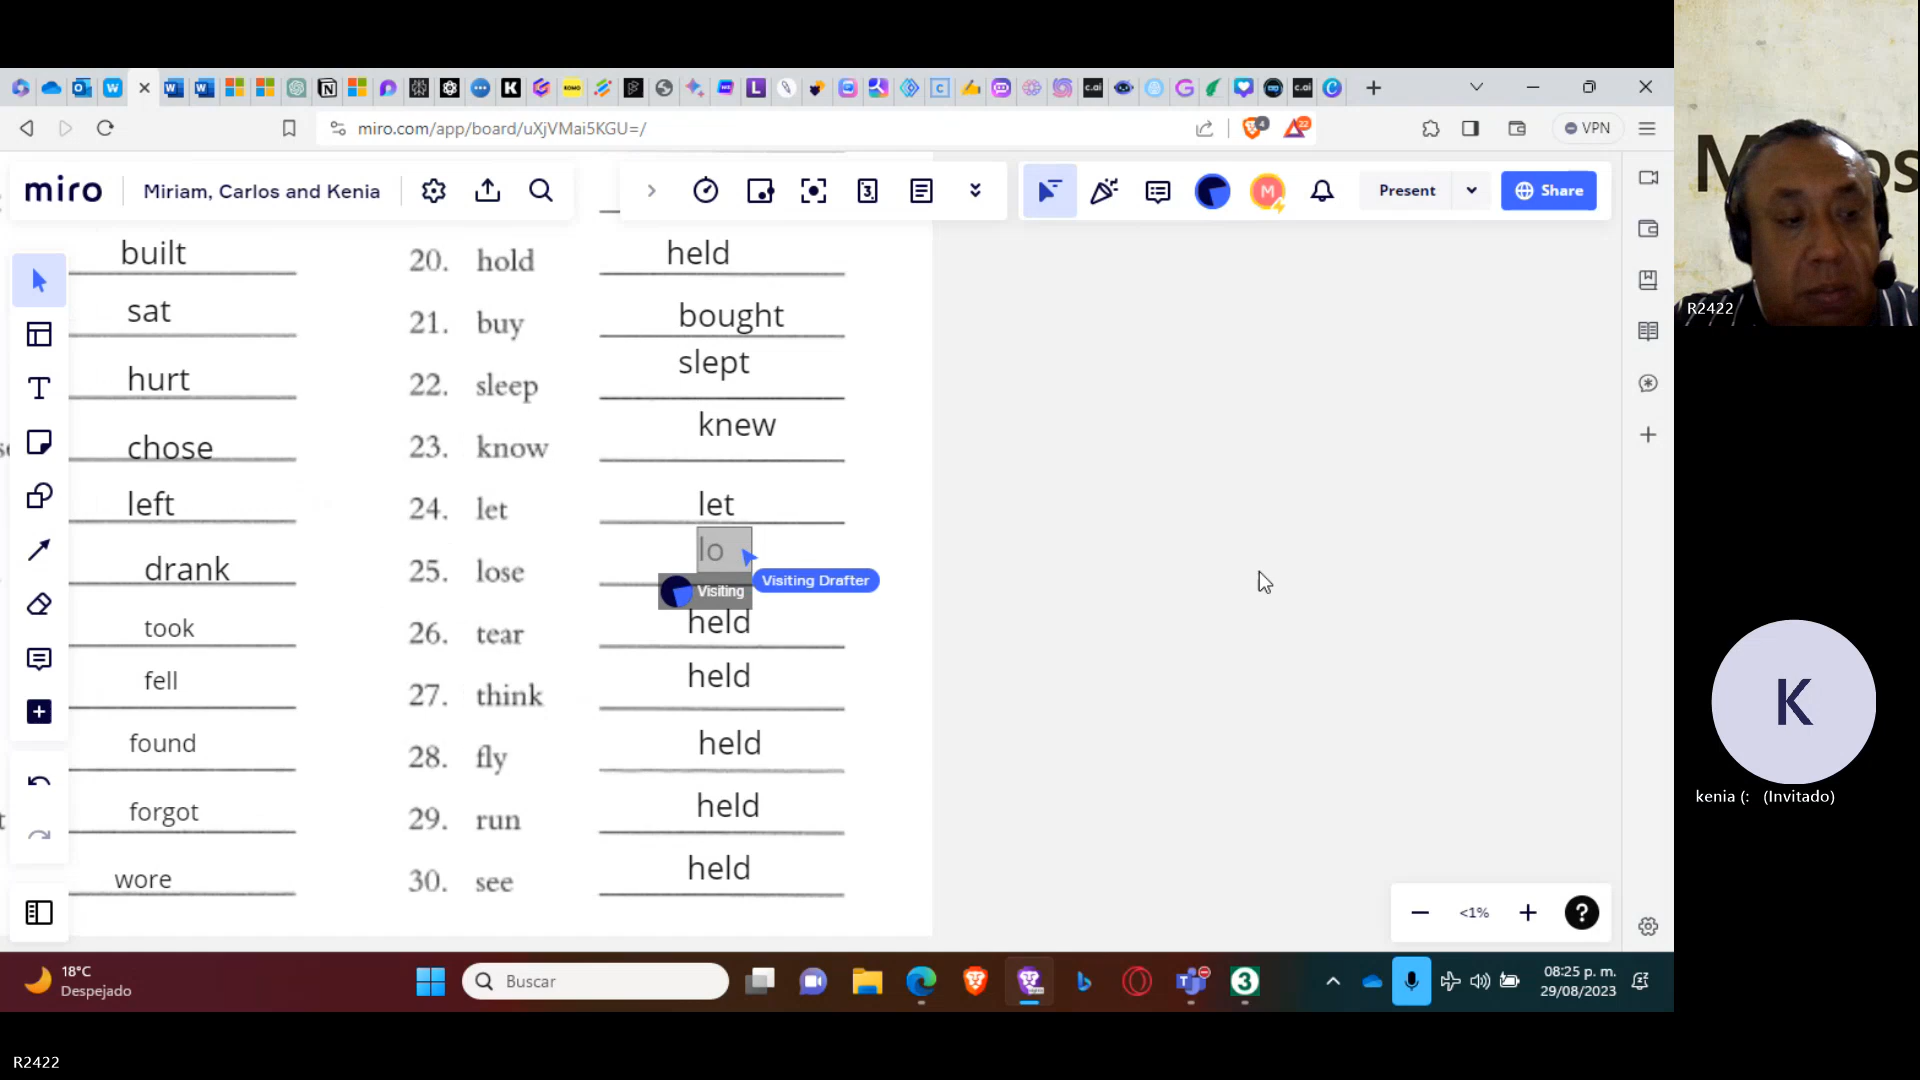 miro.com/app/board/uXjVMai5KGU=/
VPN
miro
Miriam, Carlos and Kenia
Present
Share
built
20. hold held
sat
21. buy bought
hurt
22. sleep slept
chose
23. know knew
left
24. let let
drank
25. lose lo
Visiting Drafter
Visiting
took
26. tear held
fell
27. think held
found
28. fly held
forgot
29. run held
wore
30. see held
<1%
18°C
Despejado
Buscar
08:25 p. m.
29/08/2023
R2422
K
kenia (: (Invitado)
R2422